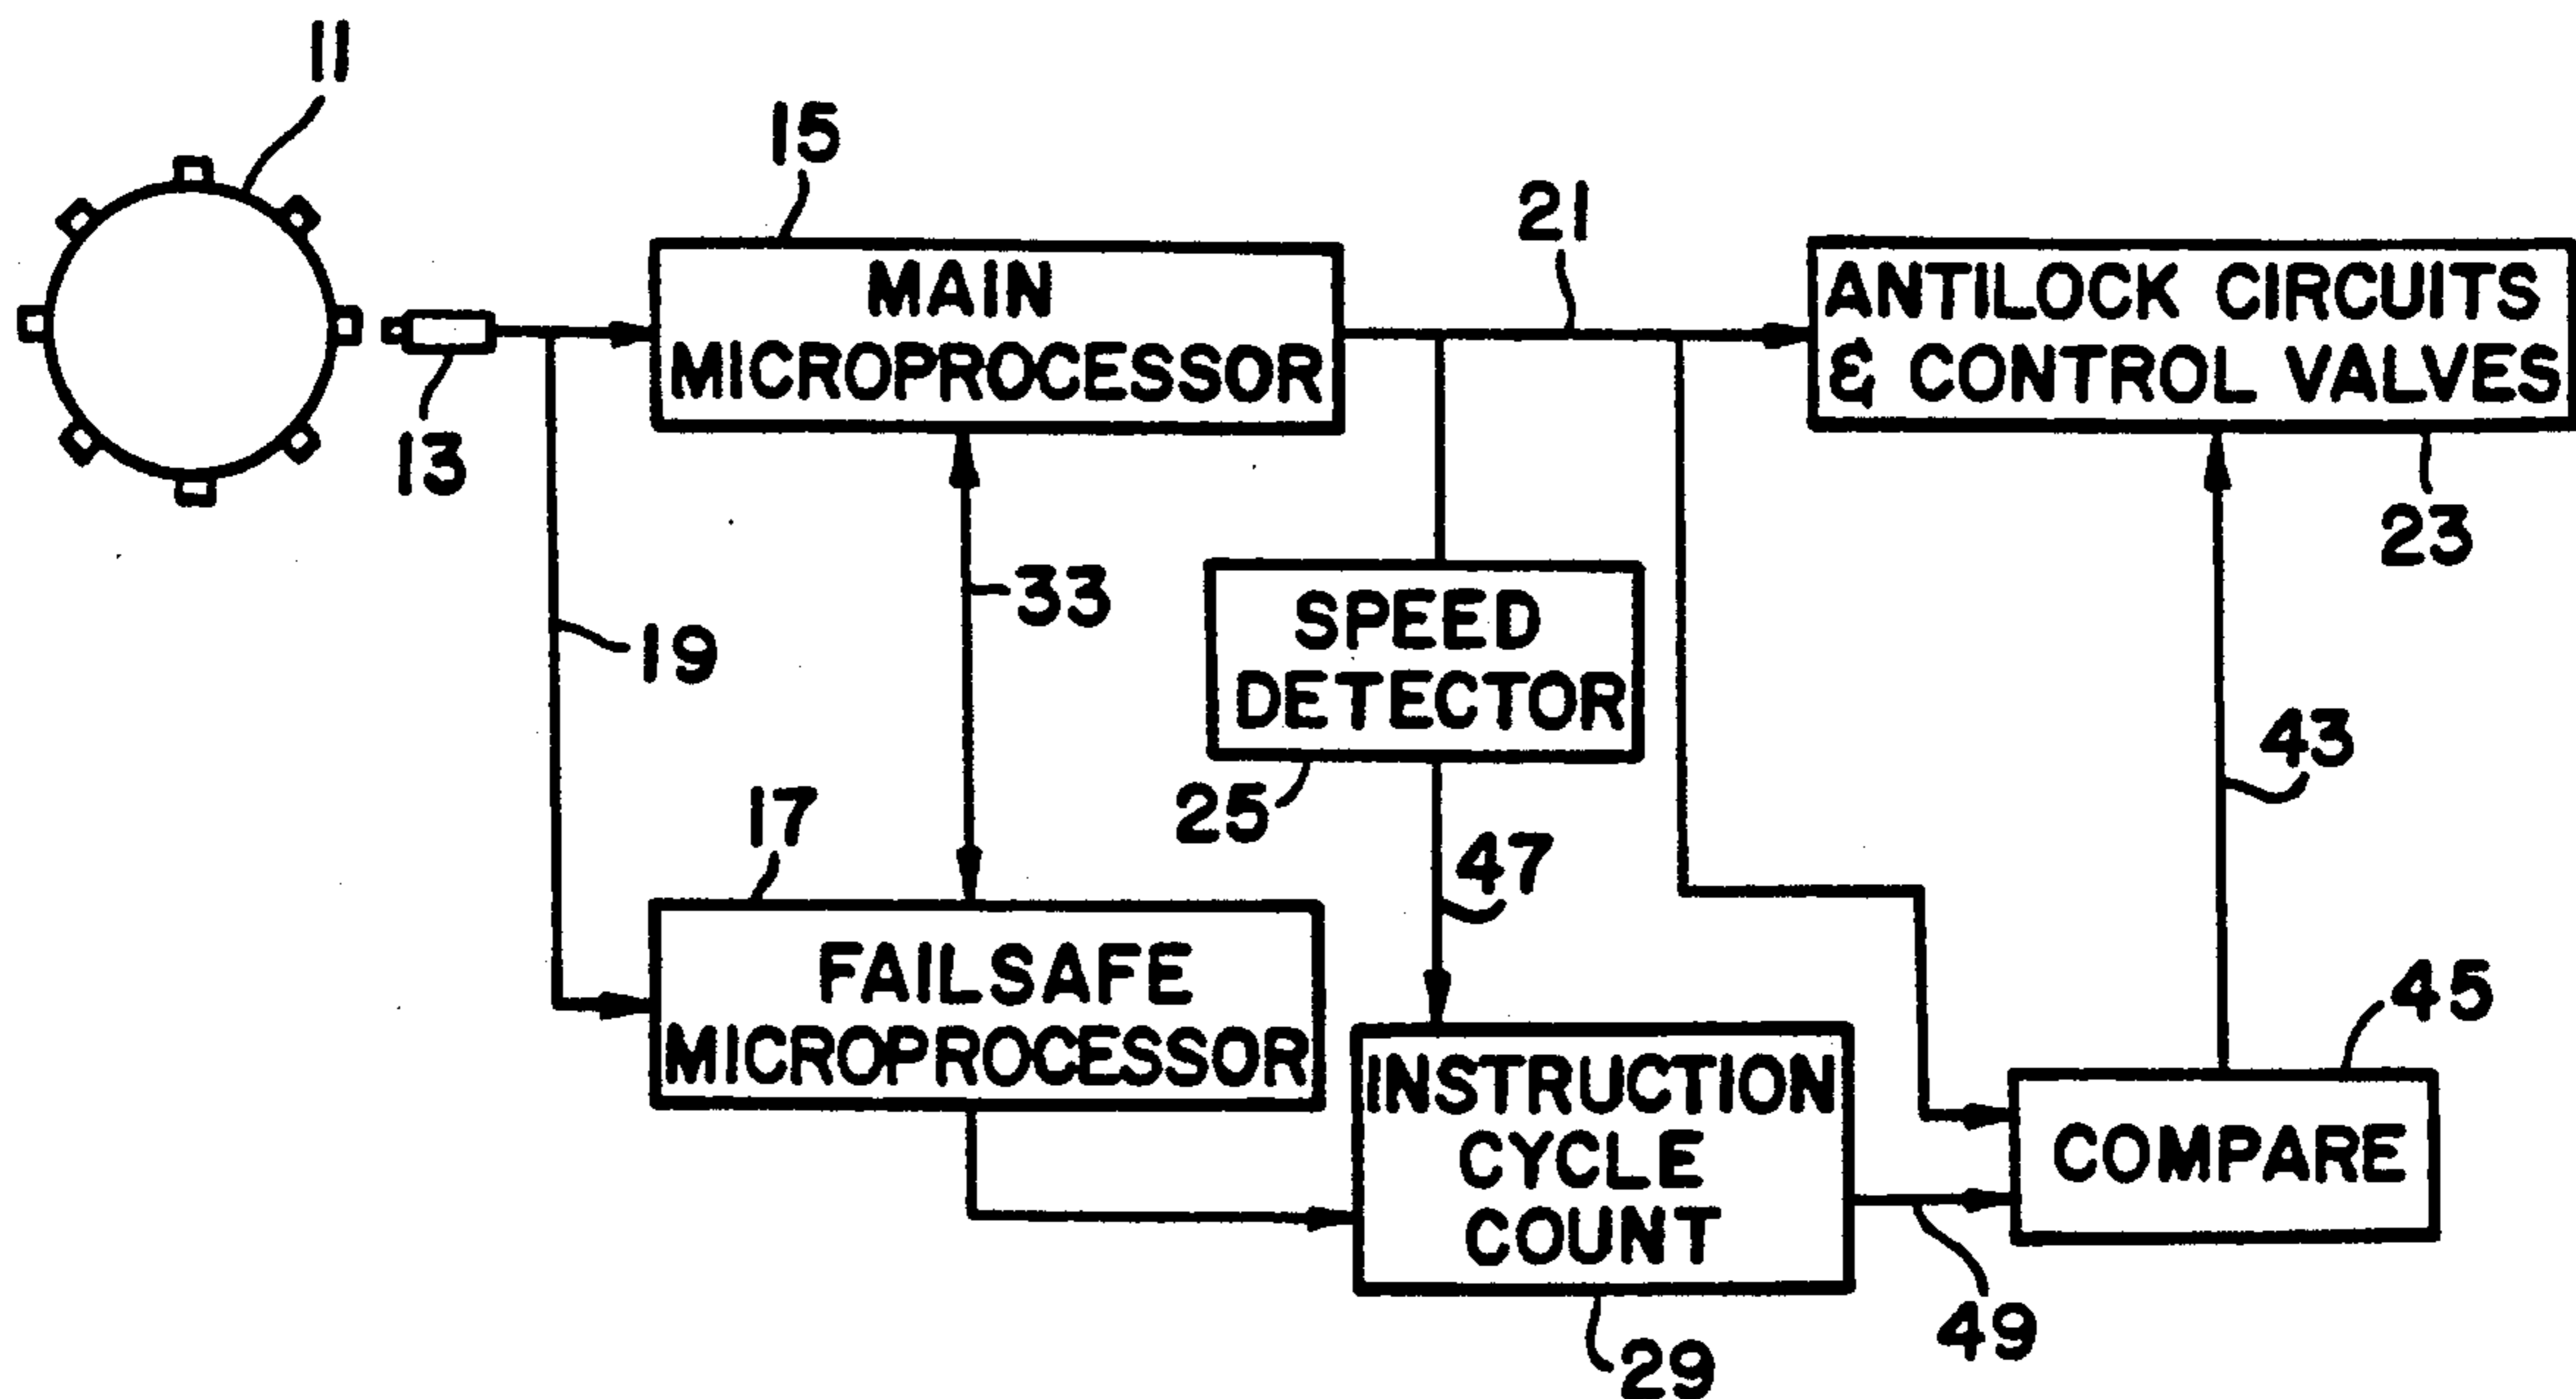 11
15
21
MAIN
MICROPROCESSOR
ANTILOCK CIRCUITS
& CONTROL VALVES
13
23
33
19
SPEED
DETECTOR
43
25
17
47
FAILSAFE
MICROPROCESSOR
45
INSTRUCTION
CYCLE
COUNT
COMPARE
49
29